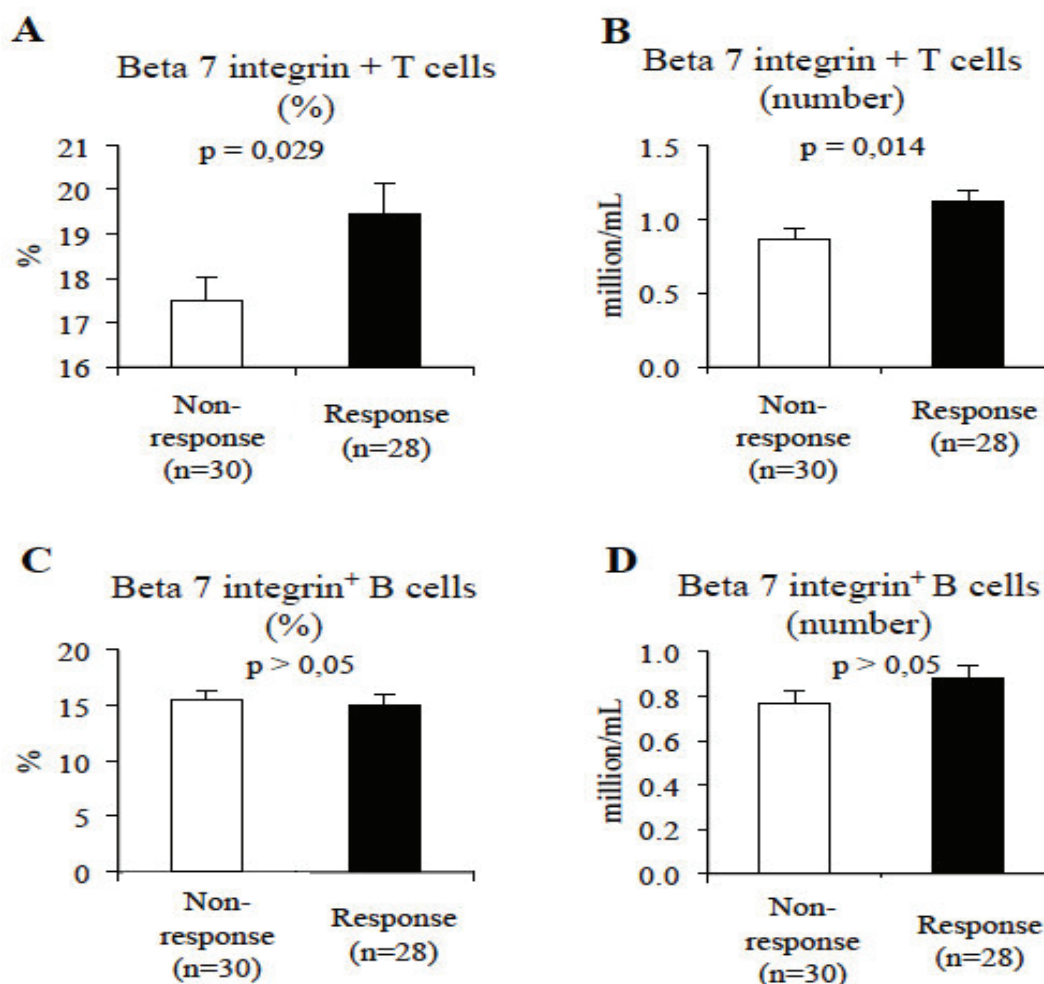 A
Beta 7 integrin + T cells
(%)
p = 0,029
21
20
19
18
17
16
%
Non-
response
(n=30)
Response
(n=28)
B
Beta 7 integrin + T cells
(number)
p = 0,014
1.5
1.0
0.5
0.0
million/mL
Non-
response
(n=30)
Response
(n=28)
C
Beta 7 integrin⁺ B cells
(%)
p > 0,05
20
15
10
5
0
%
Non-
response
(n=30)
Response
(n=28)
D
Beta 7 integrin⁺ B cells
(number)
p > 0,05
1.0
0.8
0.6
0.4
0.2
0.0
million/mL
Non-
response
(n=30)
Response
(n=28)